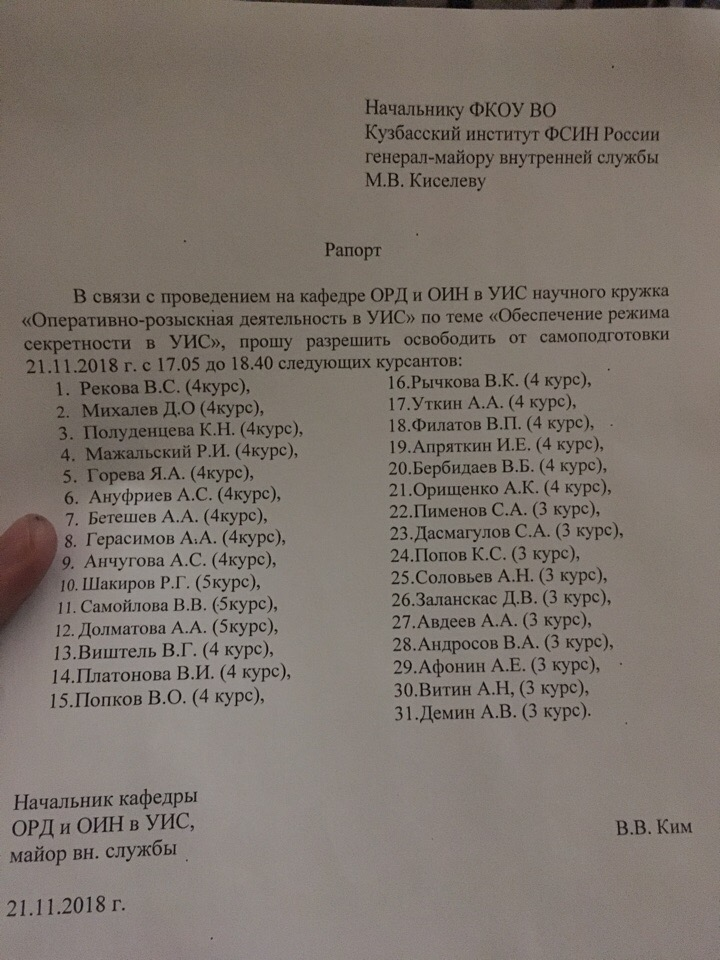 Начальнику ФКОУ ВО
Кузбасский институт ФСИН России
генерал-майору внутренней службы
М.В. Киселеву
Рапорт
В связи с проведением на кафедре ОРД и ОИН в УИС научного кружка
«Оперативно-розыскная деятельность в УИС» по теме «Обеспечение режима
секретности в УИС», прошу разрешить освободить от самоподготовки
21.11.2018 г. с 17.05 до 18.40 следующих курсантов:
1. Рекова В.С. (4курс),
2. Михалев Д.О (4курс),
3. Полуденцева К.Н. (4курс),
4. Мажальский Р.И. (4курс),
5. Горева Я.А. (4курс),
6. Ануфриев А.С. (4курс),
7. Бетешев А.А. (4курс),
8. Герасимов А.А. (4курс),
9. Анчугова А.С. (4курс),
10. Шакиров Р.Г. (5курс),
11. Самойлова В.В. (5курс),
12. Долматова А.А. (5курс),
13.Виштель В.Г. (4 курс),
14.Платонова В.И. (4 курс),
15.Попков В.О. (4 курс),
16.Рычкова В.К. (4 курс),
17.Уткин А.А. (4 курс),
18.Филатов В.П. (4 курс),
19.Апряткин И.Е. (4 курс),
20.Бербидаев В.Б. (4 курс),
21.Орищенко А.К. (4 курс),
22.Пименов С.А. (3 курс),
23.Дасмагулов С.А. (3 курс),
24.Попов К.С. (3 курс),
25.Соловьев А.Н. (3 курс),
26.Заланскас Д.В. (3 курс),
27.Авдеев А.А. (3 курс),
28.Андросов В.А. (3 курс),
29.Афонин А.Е. (3 курс),
30.Витин А.Н, (3 курс),
31.Демин А.В. (3 курс).
Начальник кафедры
ОРД и ОИН в УИС,
майор вн. службы
В.В. Ким
21.11.2018 г.